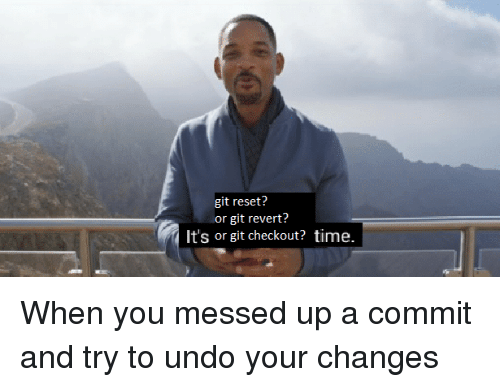 git reset?
or git revert?
It's or git checkout? time.
When you messed up a commit
and try to undo your changes